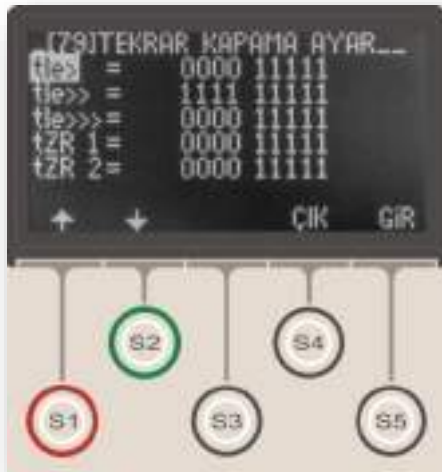 [79]TEKRAR KAPAMA AYAR__
tIe> = 0000 11111
tIe>> = 1111 11111
tIe>>>= 0000 11111
tZR 1= 0000 11111
tZR 2= 0000 11111
↑ ↓ ÇIK GİR
S2 S4
S1 S3 S5